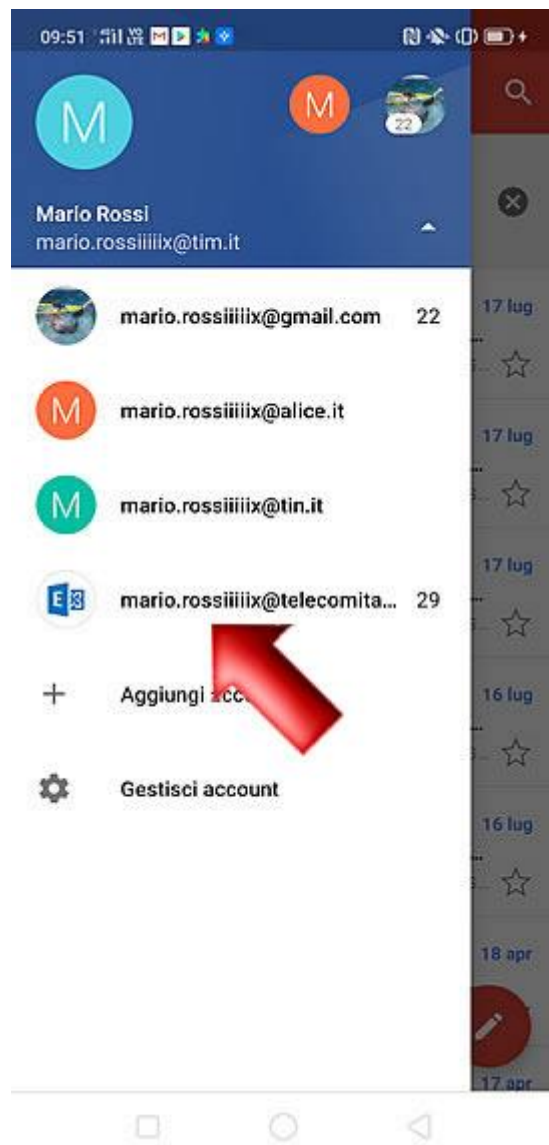 09:51
M
M
22
Mario Rossi
mario.rossiiiiix@tim.it
mario.rossiiiiix@gmail.com 22
17 lug
M mario.rossiiiiix@alice.it
17 lug
M mario.rossiiiiix@tin.it
17 lug
E mario.rossiiiiix@telecomita... 29
Aggiungi acc
16 lug
Gestisci account
16 lug
18 apr
17 apr